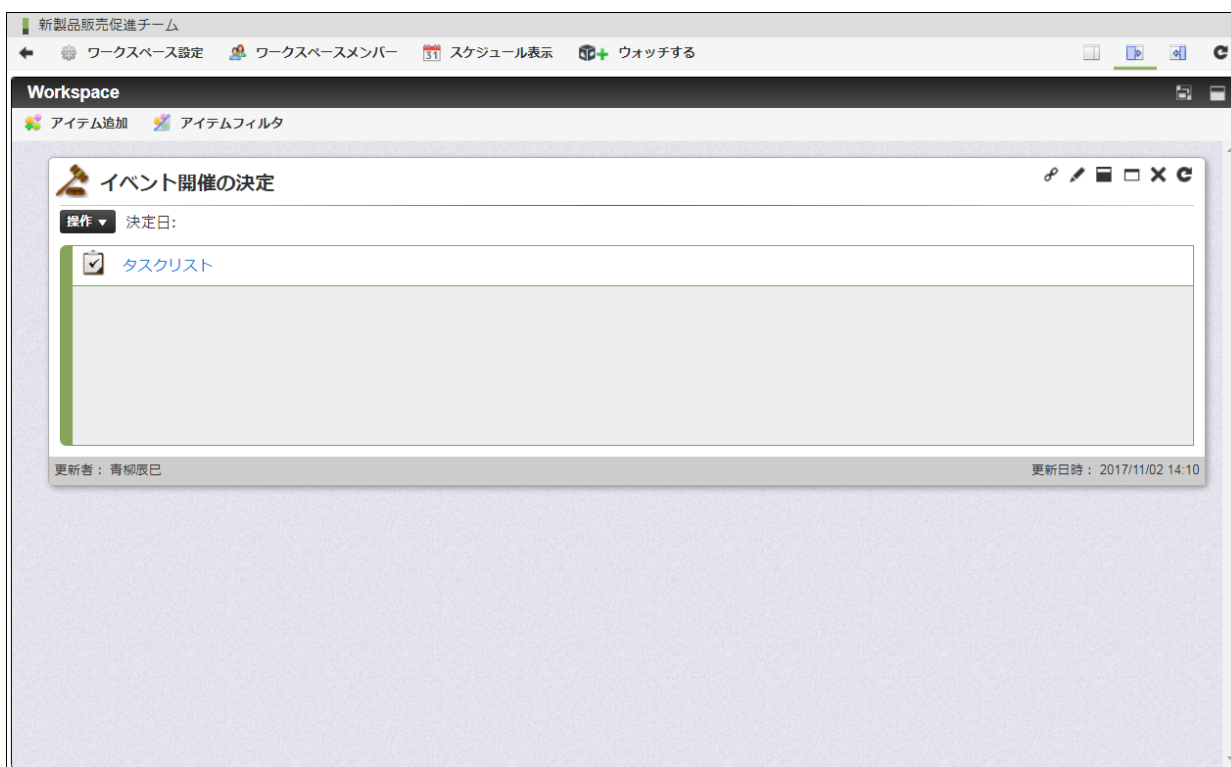 新製品販売促進チーム
ワークスペース設定 ワークスペースメンバー 31 スケジュール表示 ウォッチする
Workspace
アイテム追加 アイテムフィルタ
イベント開催の決定
操作 ▼ 決定日:
タスクリスト
更新者： 青柳辰巳 更新日時： 2017/11/02 14:10